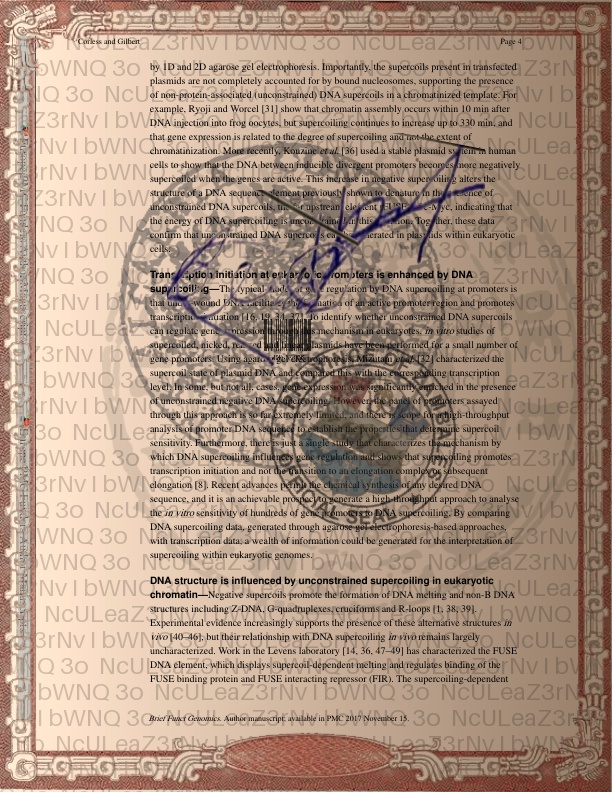 Corless and Gilbert Page 4
by 1D and 2D agarose gel electrophoresis. Importantly, the supercoils present in transfected
plasmids are not completely accounted for by bound nucleosomes, supporting the presence
of non-protein-associated (unconstrained) DNA supercoils in a chromatinized template. For
example, Ryoji and Worcel [31] show that chromatin assembly occurs within 10 min after
DNA injection into frog oocytes, but supercoiling continues to increase up to 330 min, and
that gene expression is related to the degree of supercoiling and not the extent of
chromatinization. More recently, Kouzine et al. [36] used a stable plasmid system in human
cells to show that the DNA between inducible divergent promoters becomes more negatively
supercoiled when the genes are active. This increase in negative supercoiling alters the
structure of a DNA sequence element previously shown to denature in the presence of
unconstrained DNA supercoils, the far upstream element (FUSE), in vivo, indicating that
the energy of DNA supercoiling is unconstrained in this region. Together, these data
confirm that unconstrained DNA supercoils can be generated in plasmids within eukaryotic
cells.
Transcription initiation at eukaryotic promoters is enhanced by DNA
supercoiling—The typical model of gene regulation by DNA supercoiling at promoters is
that underwound DNA facilitates the formation of an active promoter region and promotes
transcription initiation [16, 19, To identify whether unconstrained DNA supercoils
can regulate gene expression mechanism in eukaryotes, in vitro studies of
supercoiled, nicked, relaxed and linear plasmids have been performed for a small number of
gene promoters. Using agarose gel electrophoresis, Mizutani et al. [32] characterized the
supercoil state of plasmid DNA and compared this with the corresponding transcription
level. In some, but not all, cases, gene expression was significantly enhanced in the presence
of unconstrained negative DNA supercoiling. However, the panel of promoters assayed
through this approach is so far extremely limited, and there is scope for high-throughput
analysis of promoter DNA sequence to establish the properties that determine supercoil
sensitivity. Furthermore, there is just a single study that characterizes the mechanism by
which DNA supercoiling influences gene regulation and shows that supercoiling promotes
transcription initiation and not the transition to an elongation complex or subsequent
elongation [8]. Recent advances permit the chemical synthesis of any desired DNA
sequence, and it is an achievable prospect to generate a high-throughput approach to analyse
the in vitro sensitivity of hundreds of gene promoters to DNA supercoiling. By comparing
DNA supercoiling data, generated through agarose gel electrophoresis-based approaches,
with transcription data, a wealth of information could be generated for the interpretation of
supercoiling within eukaryotic genomes.
DNA structure is influenced by unconstrained supercoiling in eukaryotic
chromatin—Negative supercoils promote the formation of DNA melting and non-B DNA
structures including Z-DNA, G-quadruplexes, cruciforms and R-loops [1, 38, 39].
Experimental evidence increasingly supports the presence of these alternative structures in
vivo [40–46], but their relationship with DNA supercoiling in vivo remains largely
uncharacterized. Work in the Levens laboratory [14, 36, 47–49] has characterized the FUSE
DNA element, which displays supercoil-dependent melting and regulates binding of the
FUSE binding protein and FUSE interacting repressor (FIR). The supercoiling-dependent
Brief Funct Genomics. Author manuscript; available in PMC 2017 November 15.